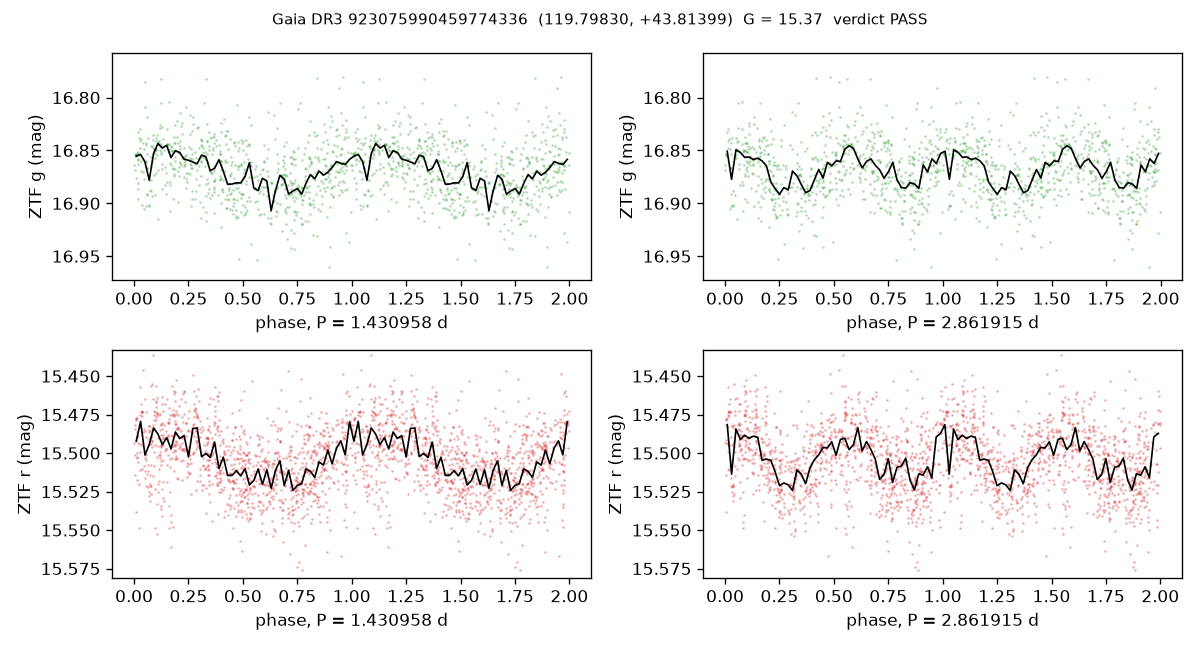 Gaia DR3 923075990459774336 (119.79830, +43.81399) G = 15.37 verdict PASS
ZTF g (mag)
16.80
16.85
16.90
16.95
0.00 0.25 0.50 0.75 1.00 1.25 1.50 1.75 2.00
phase, P = 1.430958 d
ZTF g (mag)
16.80
16.85
16.90
16.95
0.00 0.25 0.50 0.75 1.00 1.25 1.50 1.75 2.00
phase, P = 2.861915 d
ZTF r (mag)
15.450
15.475
15.500
15.525
15.550
15.575
0.00 0.25 0.50 0.75 1.00 1.25 1.50 1.75 2.00
phase, P = 1.430958 d
ZTF r (mag)
15.450
15.475
15.500
15.525
15.550
15.575
0.00 0.25 0.50 0.75 1.00 1.25 1.50 1.75 2.00
phase, P = 2.861915 d